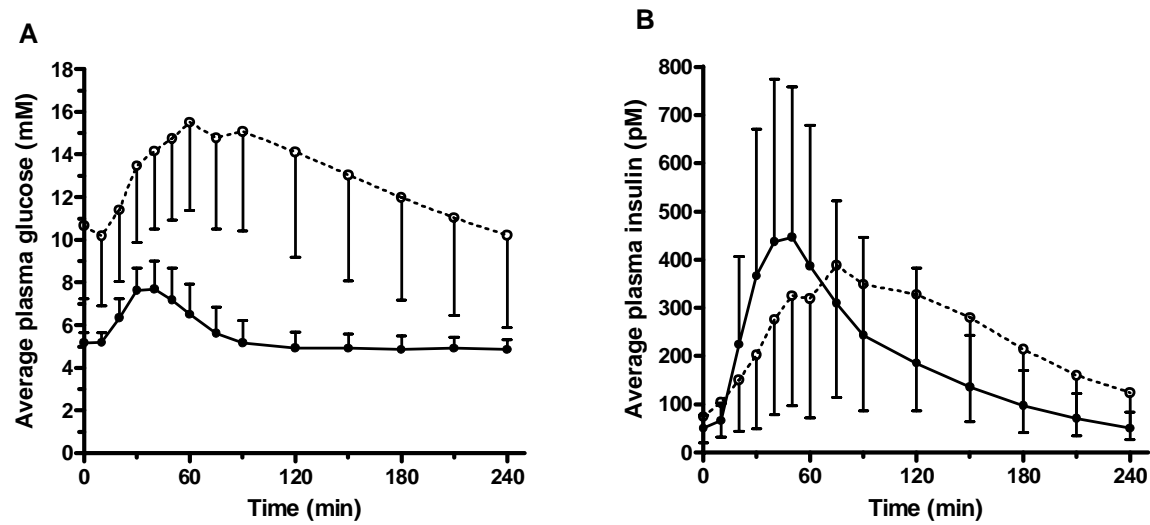 A
Average plasma glucose (mM)
18
16
14
12
10
8
6
4
2
0
0 60 120 180 240
Time (min)
B
Average plasma insulin (pM)
800
700
600
500
400
300
200
100
0
0 60 120 180 240
Time (min)